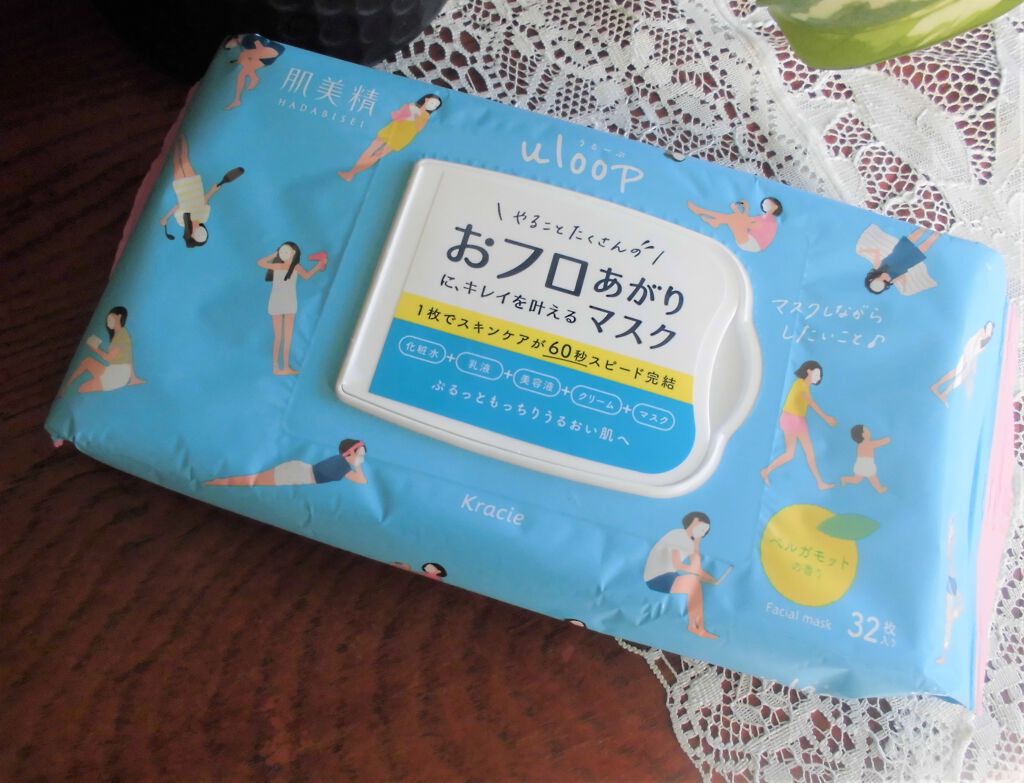 肌美精
HADABISEI
うるーぷ
uloop
\ やることたくさんの /
おフロあがり
に、キレイを叶えるマスク
1枚でスキンケアが60秒スピード完結
化粧水+乳液+美容液+クリーム+マスク
ぷるっともっちりうるおい肌へ
マスクしながら
したいこと♪
Kracie
ベルガモット
の香り
Facial mask
32枚入り